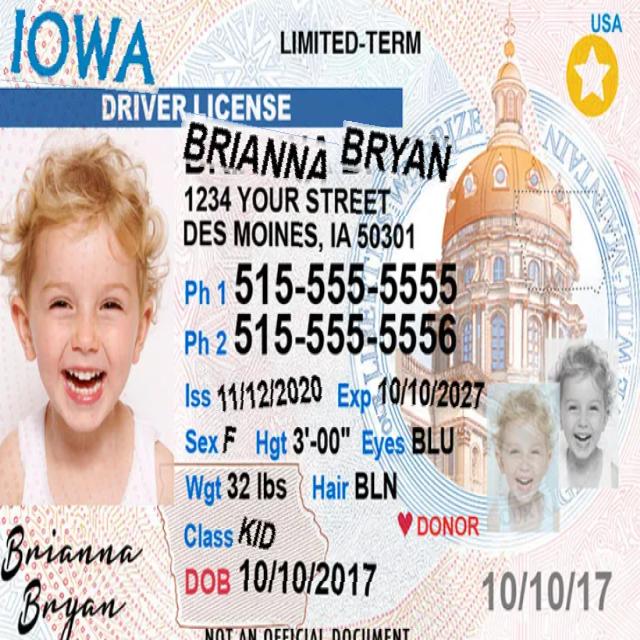 IOWA
LIMITED-TERM
USA
DRIVER LICENSE
BRIANNA BRYAN
1234 YOUR STREET
DES MOINES, IA 50301
Ph 1 515-555-5555
Ph 2 515-555-5556
Iss 11/12/2020 Exp 10/10/2027
Sex F Hgt 3'-00" Eyes BLU
Wgt 32 lbs Hair BLN
Class KID
DONOR
DOB 10/10/2017
10/10/17
Brianna
Bryan
NOT AN OFFICIAL DOCUMENT